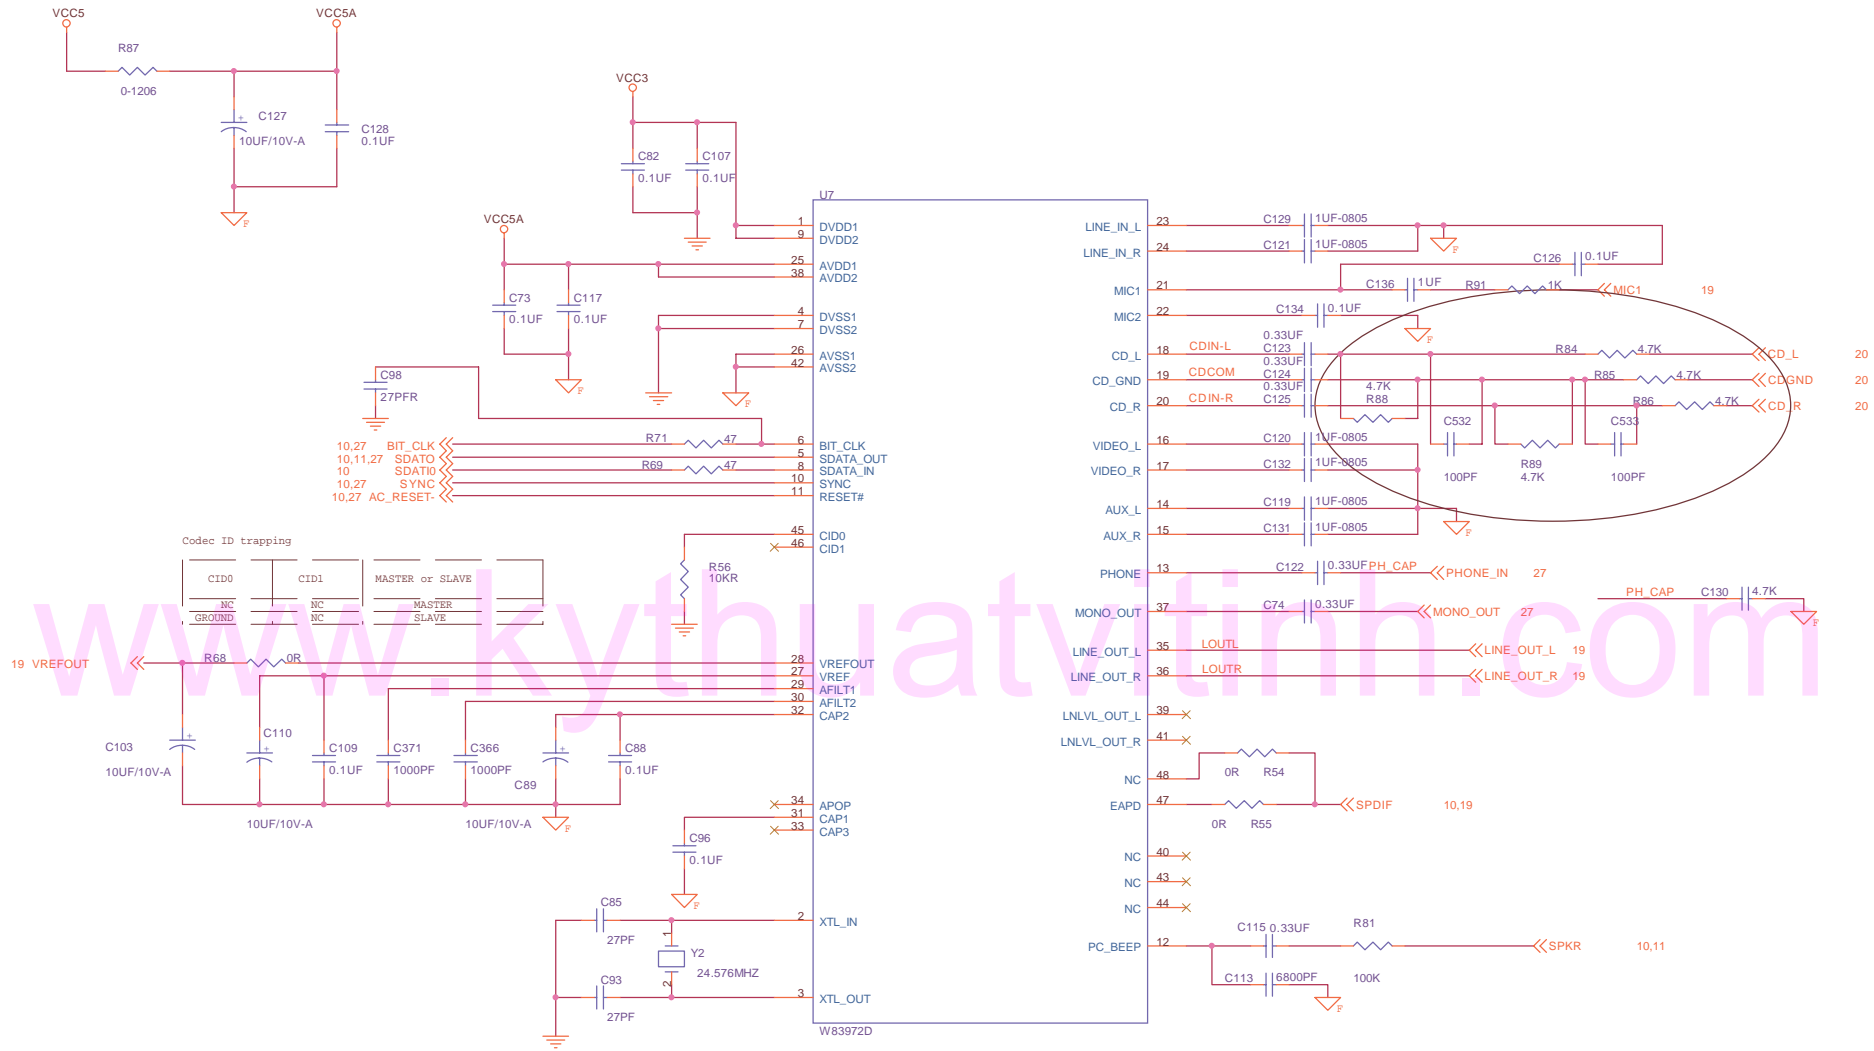 VCC5
VCC5A
R87
0-1206
C127
10UF/10V-A
C128
0.1UF
VCC3
C82
0.1UF
C107
0.1UF
F
VCC5A
C73
0.1UF
C117
0.1UF
F
F
C98
27PFR
U7
1 DVDD1
9 DVDD2
25 AVDD1
38 AVDD2
4 DVSS1
7 DVSS2
26 AVSS1
42 AVSS2
10,27 BIT_CLK R71 47 6 BIT_CLK
10,11,27 SDATO 5 SDATA_OUT
10 SDATI0 R69 47 8 SDATA_IN
10,27 SYNC 10 SYNC
10,27 AC_RESET- 11 RESET#
45 CID0
46 CID1
R56
10KR
Codec ID trapping
CID0 CID1 MASTER or SLAVE
NC NC MASTER
GROUND NC SLAVE
www.kythuatvitinh.com
19 VREFOUT R68 0R 28 VREFOUT
27 VREF
29 AFILT1
30 AFILT2
32 CAP2
C103
10UF/10V-A
C110
10UF/10V-A
C109
0.1UF
C371
1000PF
C366
1000PF
C89
10UF/10V-A
C88
0.1UF
F
34 APOP
31 CAP1
33 CAP3
C96
0.1UF
F
C85
27PF
2 XTL_IN
1
Y2
24.576MHZ
2
C93
27PF
3 XTL_OUT
W83972D
LINE_IN_L 23 C129 1UF-0805
LINE_IN_R 24 C121 1UF-0805
F
C126 0.1UF
MIC1 21 C136 1UF R91 1K MIC1 19
MIC2 22 C134 0.1UF
F
CD_L 18 CDIN-L 0.33UF C123 R84 4.7K CD_L 20
CD_GND 19 CDCOM 0.33UF C124 R85 4.7K CDGND 20
CD_R 20 CDIN-R 0.33UF C125 R86 4.7K CD_R 20
4.7K
R88
C532
100PF
R89
4.7K
C533
100PF
VIDEO_L 16 C120 1UF-0805
VIDEO_R 17 C132 1UF-0805
AUX_L 14 C119 1UF-0805
AUX_R 15 C131 1UF-0805
F
PHONE 13 C122 0.33UF PH_CAP PHONE_IN 27
MONO_OUT 37 C74 0.33UF MONO_OUT 27
PH_CAP C130 4.7K
F
LINE_OUT_L 35 LOUTL LINE_OUT_L 19
LINE_OUT_R 36 LOUTR LINE_OUT_R 19
LNLVL_OUT_L 39
LNLVL_OUT_R 41
NC 48 0R R54
EAPD 47 0R R55 SPDIF 10,19
NC 40
NC 43
NC 44
PC_BEEP 12 C115 0.33UF R81 100K SPKR 10,11
C113 6800PF
F